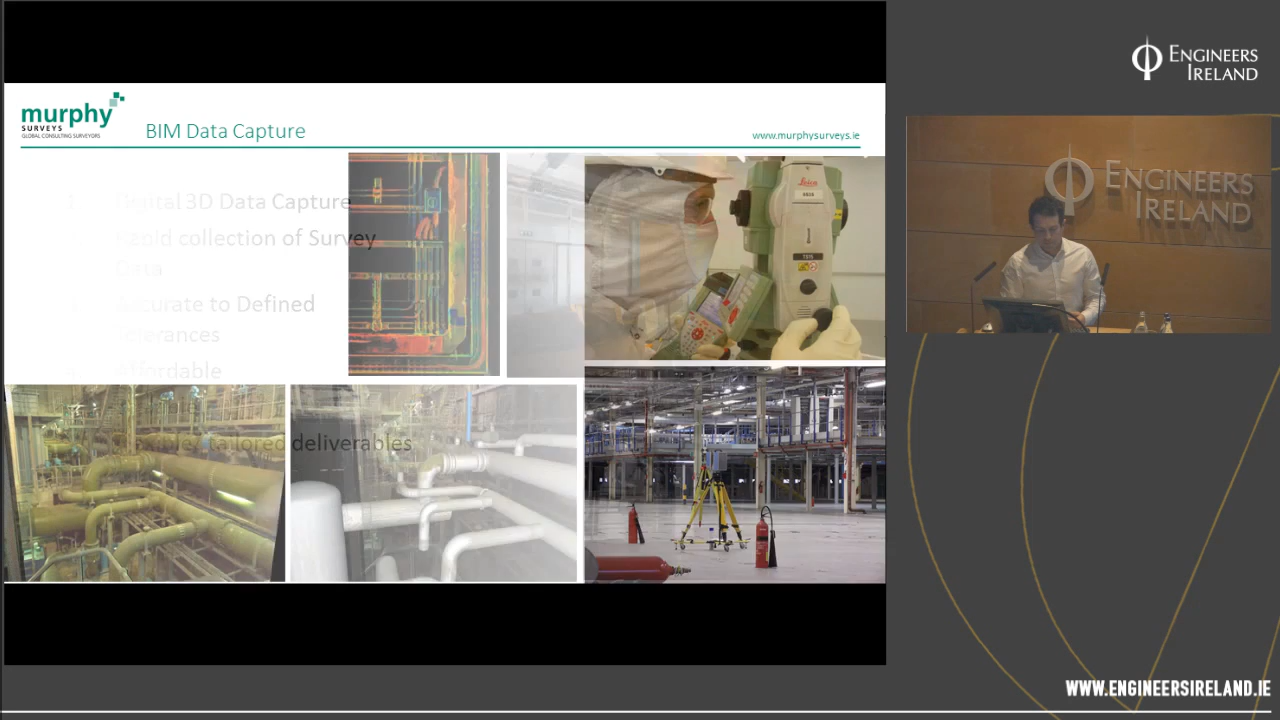 ENGINEERS
IRELAND
murphy
SURVEYS
GLOBAL CONSULTING SURVEYORS
BIM Data Capture
www.murphysurveys.ie
Digital 3D Data Capture
Rapid collection of Survey
Data
Accurate to Defined
Tolerances
Affordable
tailored deliverables
Leica
ENGINEERS
IRELAND
WWW.ENGINEERSIRELAND.IE